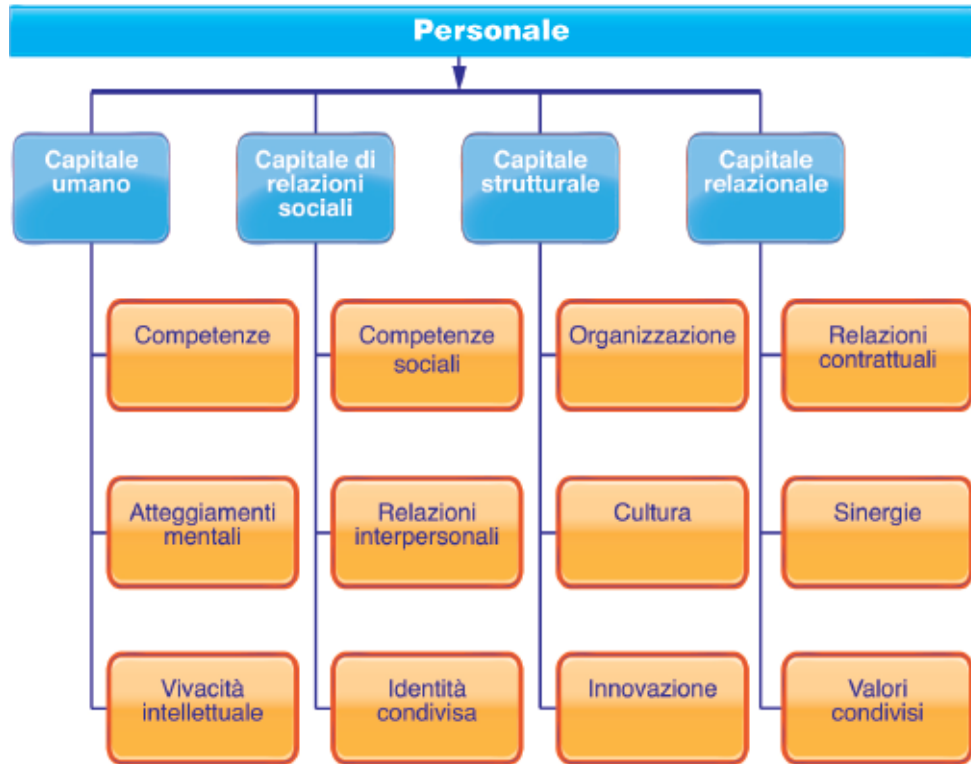 Personale
Capitale
umano
Capitale di
relazioni
sociali
Capitale
strutturale
Capitale
relazionale
Competenze
Competenze
sociali
Organizzazione
Relazioni
contrattuali
Atteggiamenti
mentali
Relazioni
interpersonali
Cultura
Sinergie
Vivacità
intellettuale
Identità
condivisa
Innovazione
Valori
condivisi